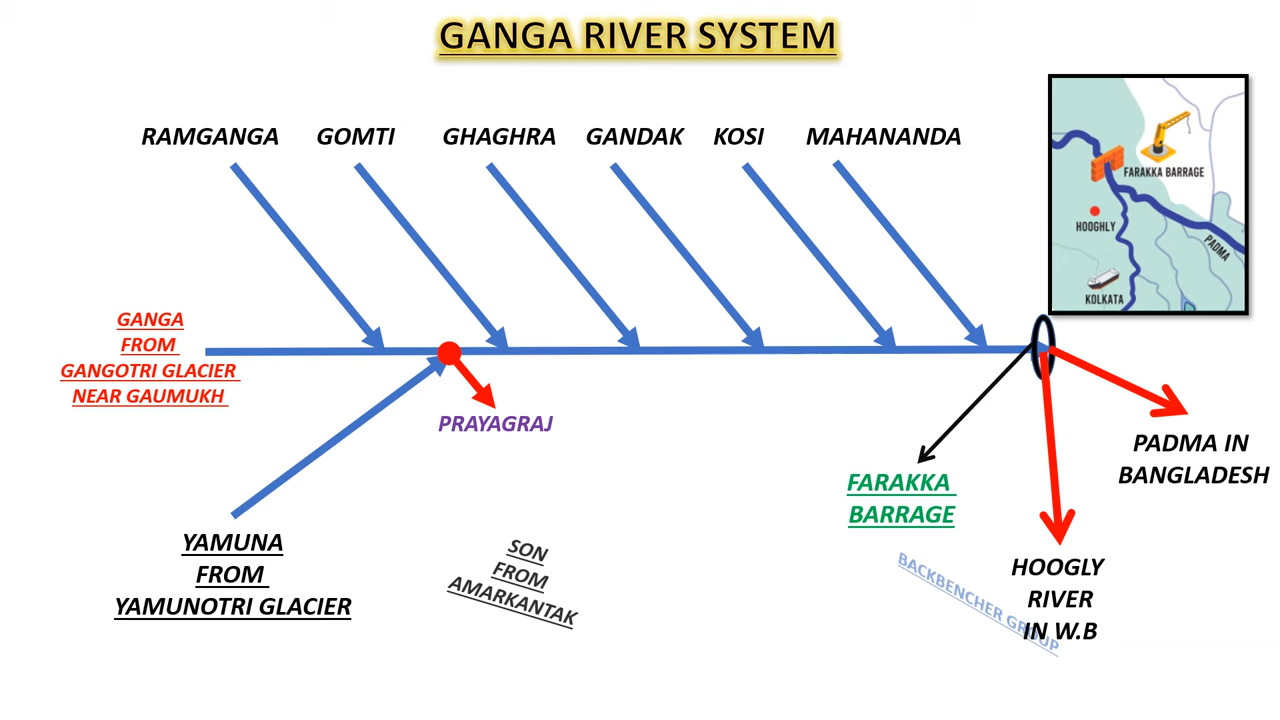 GANGA RIVER SYSTEM
RAMGANGA GOMTI GHAGHRA GANDAK KOSI MAHANANDA
FARAKKA BARRAGE
HOOGHLY
PADMA
KOLKATA
GANGA
FROM
GANGOTRI GLACIER
NEAR GAUMUKH
PRAYAGRAJ
PADMA IN
BANGLADESH
FARAKKA
BARRAGE
YAMUNA
FROM
YAMUNOTRI GLACIER
SON
FROM
AMARKANTAK
HOOGLY
RIVER
IN W.B
BACKBENCHER GROUP